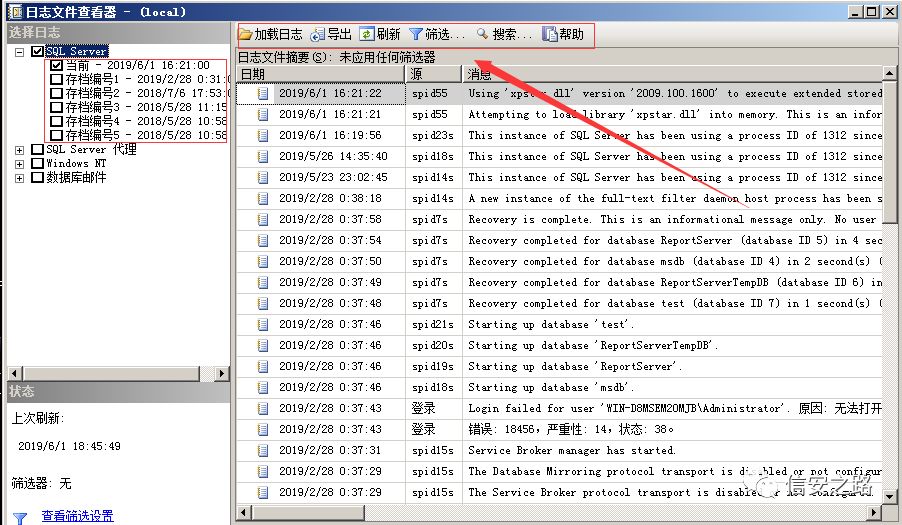 日志文件查看器 - (local)
选择日志
SQL Server
当前 - 2019/6/1 16:21:00
存档编号1 - 2019/2/28 0:31:
存档编号2 - 2018/7/6 17:53:
存档编号3 - 2018/5/28 11:15
存档编号4 - 2018/5/28 10:58
存档编号5 - 2018/5/28 10:58
SQL Server 代理
Windows NT
数据库邮件
状态
上次刷新:
2019/6/1 18:45:49
筛选器: 无
查看筛选设置
加载日志 导出 刷新 筛选... 搜索... 帮助
日志文件摘要(S): 未应用任何筛选器
日期 源 消息
2019/6/1 16:21:22 spid55 Using 'xpstar.dll' version '2009.100.1600' to execute extended stored
2019/6/1 16:21:21 spid55 Attempting to load library 'xpstar.dll' into memory. This is an infor
2019/6/1 16:19:56 spid23s This instance of SQL Server has been using a process ID of 1312 since
2019/5/26 14:35:40 spid18s This instance of SQL Server has been using a process ID of 1312 since
2019/5/23 23:02:45 spid14s This instance of SQL Server has been using a process ID of 1312 since
2019/2/28 0:38:18 spid14s A new instance of the full-text filter daemon host process has been s
2019/2/28 0:37:58 spid7s Recovery is complete. This is an informational message only. No user
2019/2/28 0:37:54 spid7s Recovery completed for database ReportServer (database ID 5) in 4 sec
2019/2/28 0:37:50 spid7s Recovery completed for database msdb (database ID 4) in 2 second(s) (
2019/2/28 0:37:49 spid7s Recovery completed for database ReportServerTempDB (database ID 6) in
2019/2/28 0:37:48 spid7s Recovery completed for database test (database ID 7) in 1 second(s) (
2019/2/28 0:37:46 spid21s Starting up database 'test'.
2019/2/28 0:37:46 spid20s Starting up database 'ReportServerTempDB'.
2019/2/28 0:37:46 spid19s Starting up database 'ReportServer'.
2019/2/28 0:37:46 spid18s Starting up database 'msdb'.
2019/2/28 0:37:43 登录 Login failed for user 'WIN-D8MSEM2OMJB\Administrator'. 原因: 无法打开
2019/2/28 0:37:43 登录 错误: 18456，严重性: 14，状态: 38。
2019/2/28 0:37:31 spid15s Service Broker manager has started.
2019/2/28 0:37:29 spid15s The Database Mirroring protocol transport is disabled or not configur
2019/2/28 0:37:29 spid15s The Service Broker protocol transport is disabled or not configured.
信安之路